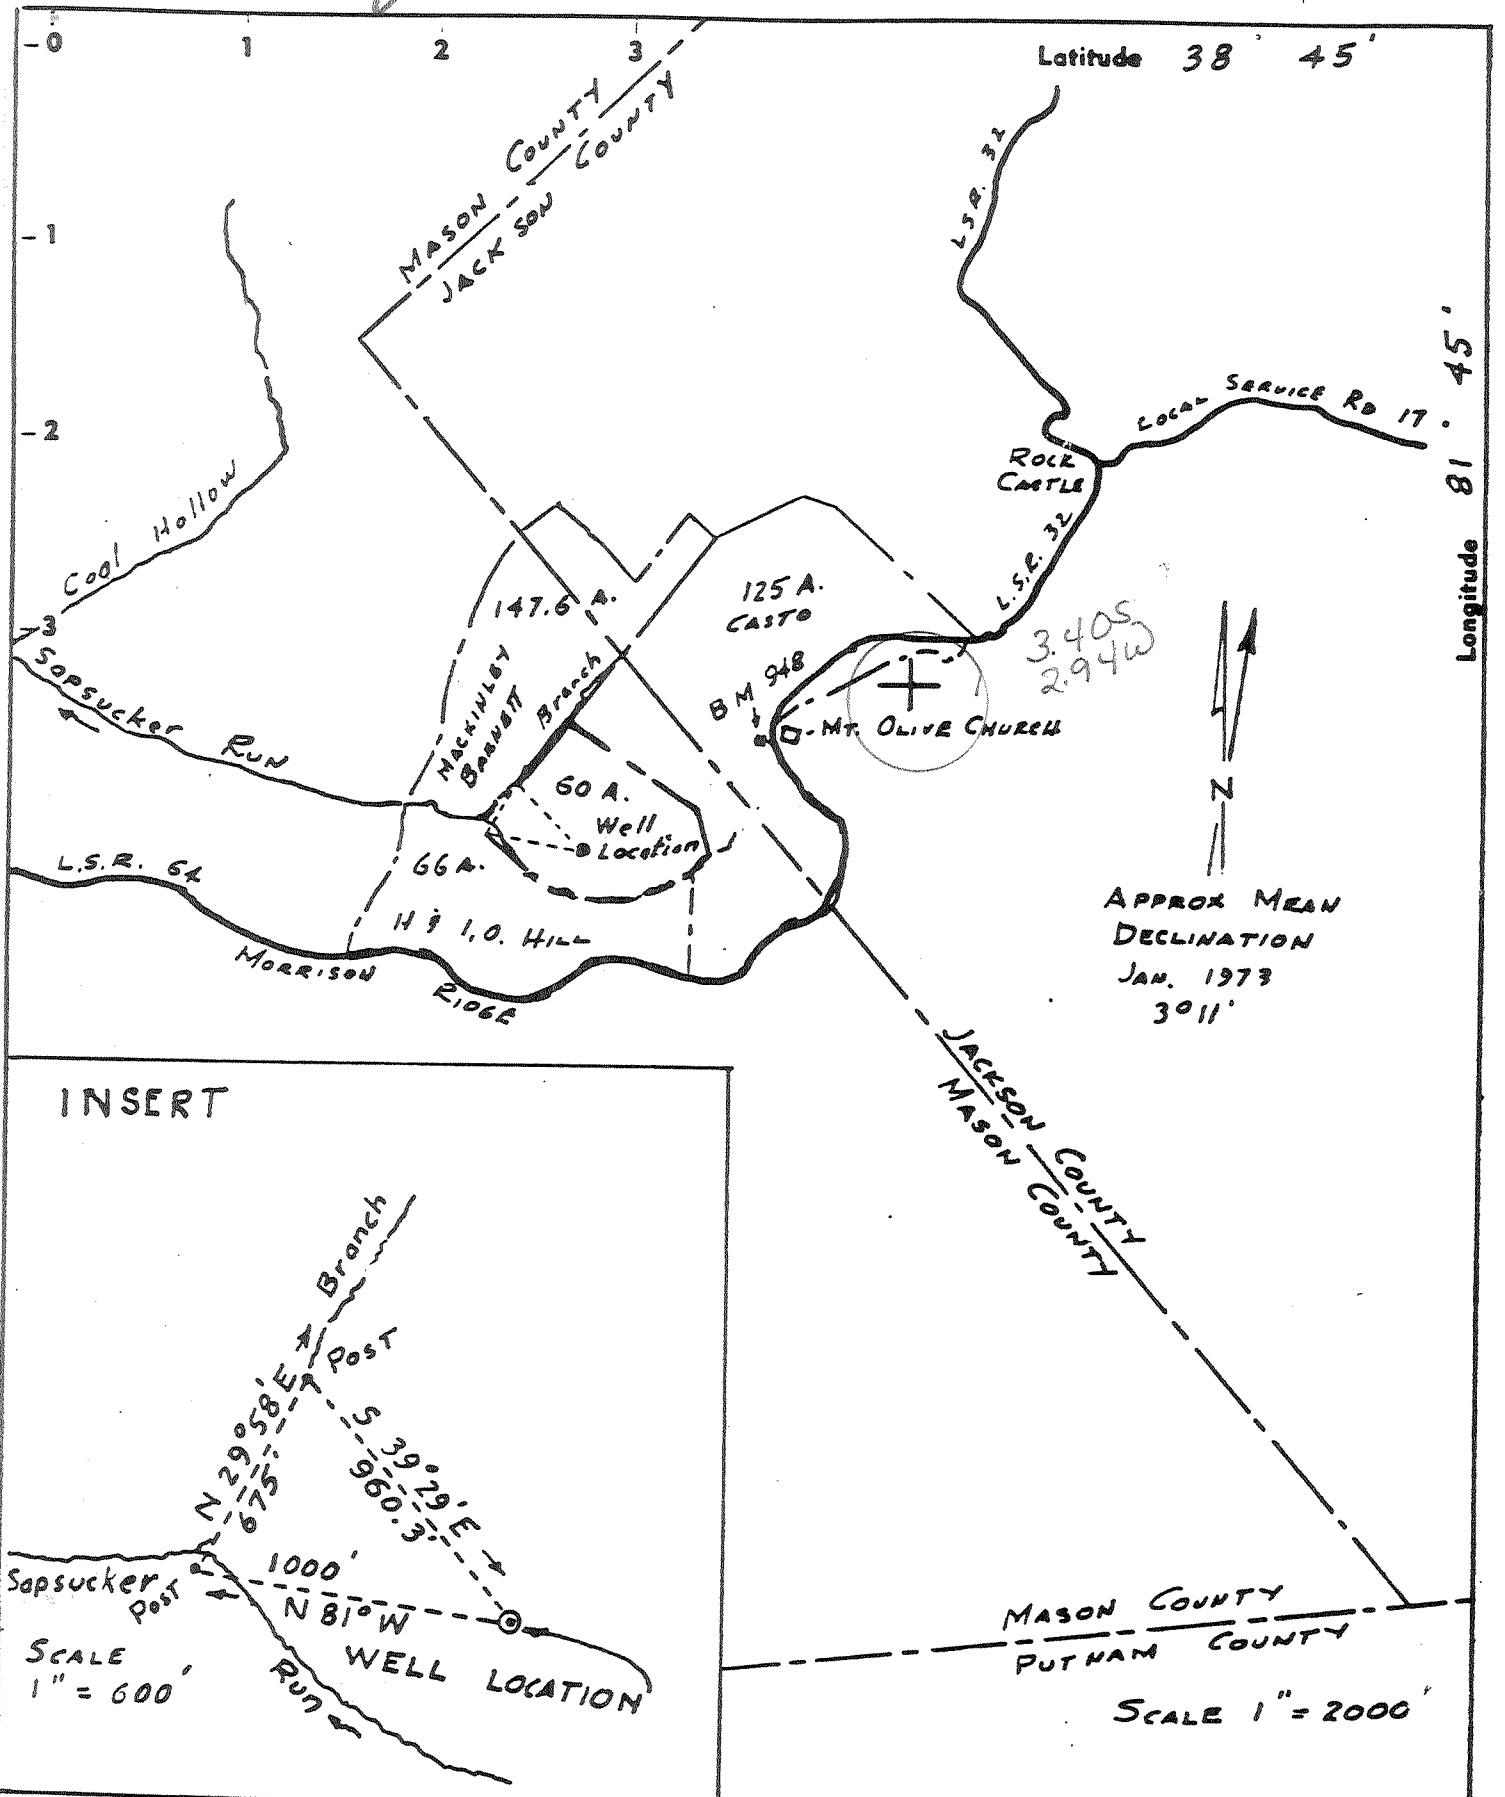 -0 1 2 3
Latitude 38° 45'
-1
-2
-3
Longitude 81° 45'
MASON COUNTY
JACKSON COUNTY
L.S.R. 32
LOCAL SERVICE RD 17
ROCK
CASTLE
L.S.R. 32
Coal Hollow
147.6 A.
125 A.
CASTO
3.40S
2.94W
Sapsucker Run
MACKINLEY
BARNETT
Branch
BM 948
MT. OLIVE CHURCH
60 A.
Well
Location
N
L.S.R. 64
66 A.
H & I.O. HILL
MORRISON RIDGE
APPROX MEAN
DECLINATION
JAN. 1973
3°11'
JACKSON COUNTY
MASON COUNTY
INSERT
Branch
POST
N 29°58' E
675'
S 39°29' E
960.3'
Sapsucker
POST
1000'
N 81° W
WELL LOCATION
Run
SCALE
1" = 600'
MASON COUNTY
PUTNAM COUNTY
SCALE 1" = 2000'